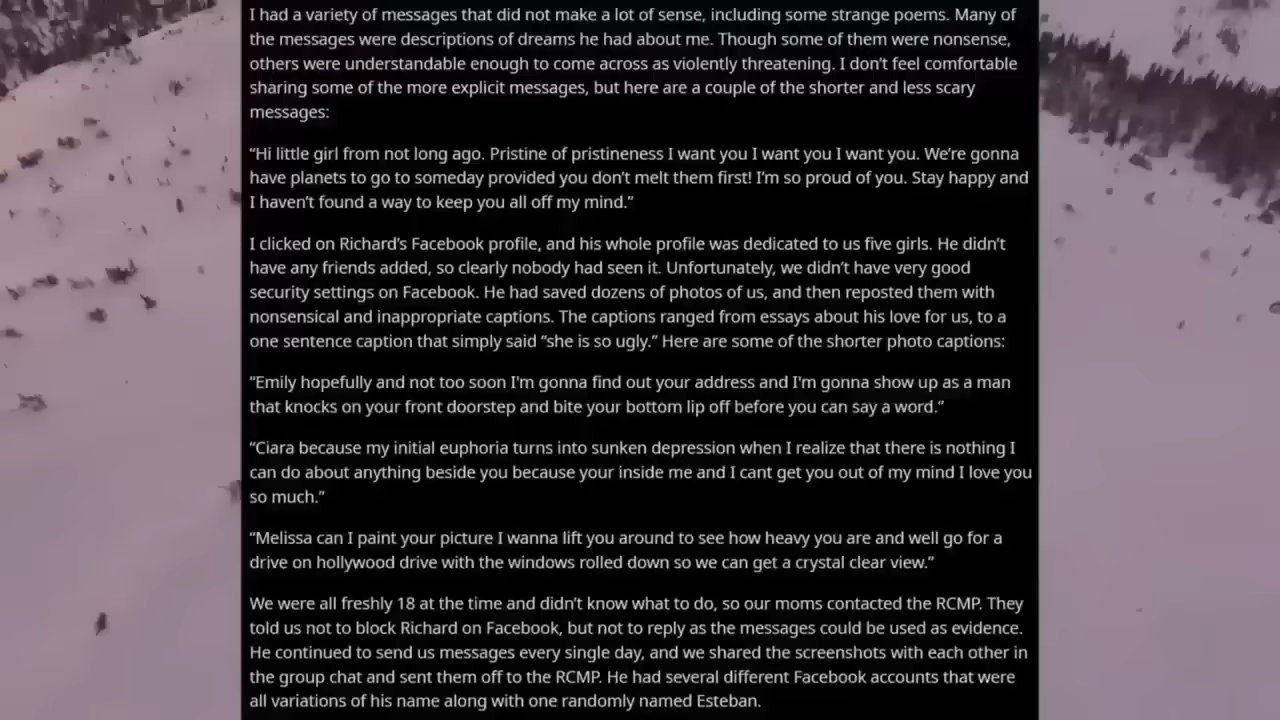 I had a variety of messages that did not make a lot of sense, including some strange poems. Many of
the messages were descriptions of dreams he had about me. Though some of them were nonsense,
others were understandable enough to come across as violently threatening. I don’t feel comfortable
sharing some of the more explicit messages, but here are a couple of the shorter and less scary
messages:
“Hi little girl from not long ago. Pristine of pristineness I want you I want you I want you. We’re gonna
have planets to go to someday provided you don’t melt them first! I’m so proud of you. Stay happy and
I haven’t found a way to keep you all off my mind.”
I clicked on Richard’s Facebook profile, and his whole profile was dedicated to us five girls. He didn’t
have any friends added, so clearly nobody had seen it. Unfortunately, we didn’t have very good
security settings on Facebook. He had saved dozens of photos of us, and then reposted them with
nonsensical and inappropriate captions. The captions ranged from essays about his love for us, to a
one sentence caption that simply said “she is so ugly.” Here are some of the shorter photo captions:
“Emily hopefully and not too soon I'm gonna find out your address and I'm gonna show up as a man
that knocks on your front doorstep and bite your bottom lip off before you can say a word.”
“Ciara because my initial euphoria turns into sunken depression when I realize that there is nothing I
can do about anything beside you because your inside me and I cant get you out of my mind I love you
so much.”
“Melissa can I paint your picture I wanna lift you around to see how heavy you are and well go for a
drive on hollywood drive with the windows rolled down so we can get a crystal clear view.”
We were all freshly 18 at the time and didn’t know what to do, so our moms contacted the RCMP. They
told us not to block Richard on Facebook, but not to reply as the messages could be used as evidence.
He continued to send us messages every single day, and we shared the screenshots with each other in
the group chat and sent them off to the RCMP. He had several different Facebook accounts that were
all variations of his name along with one randomly named Esteban.